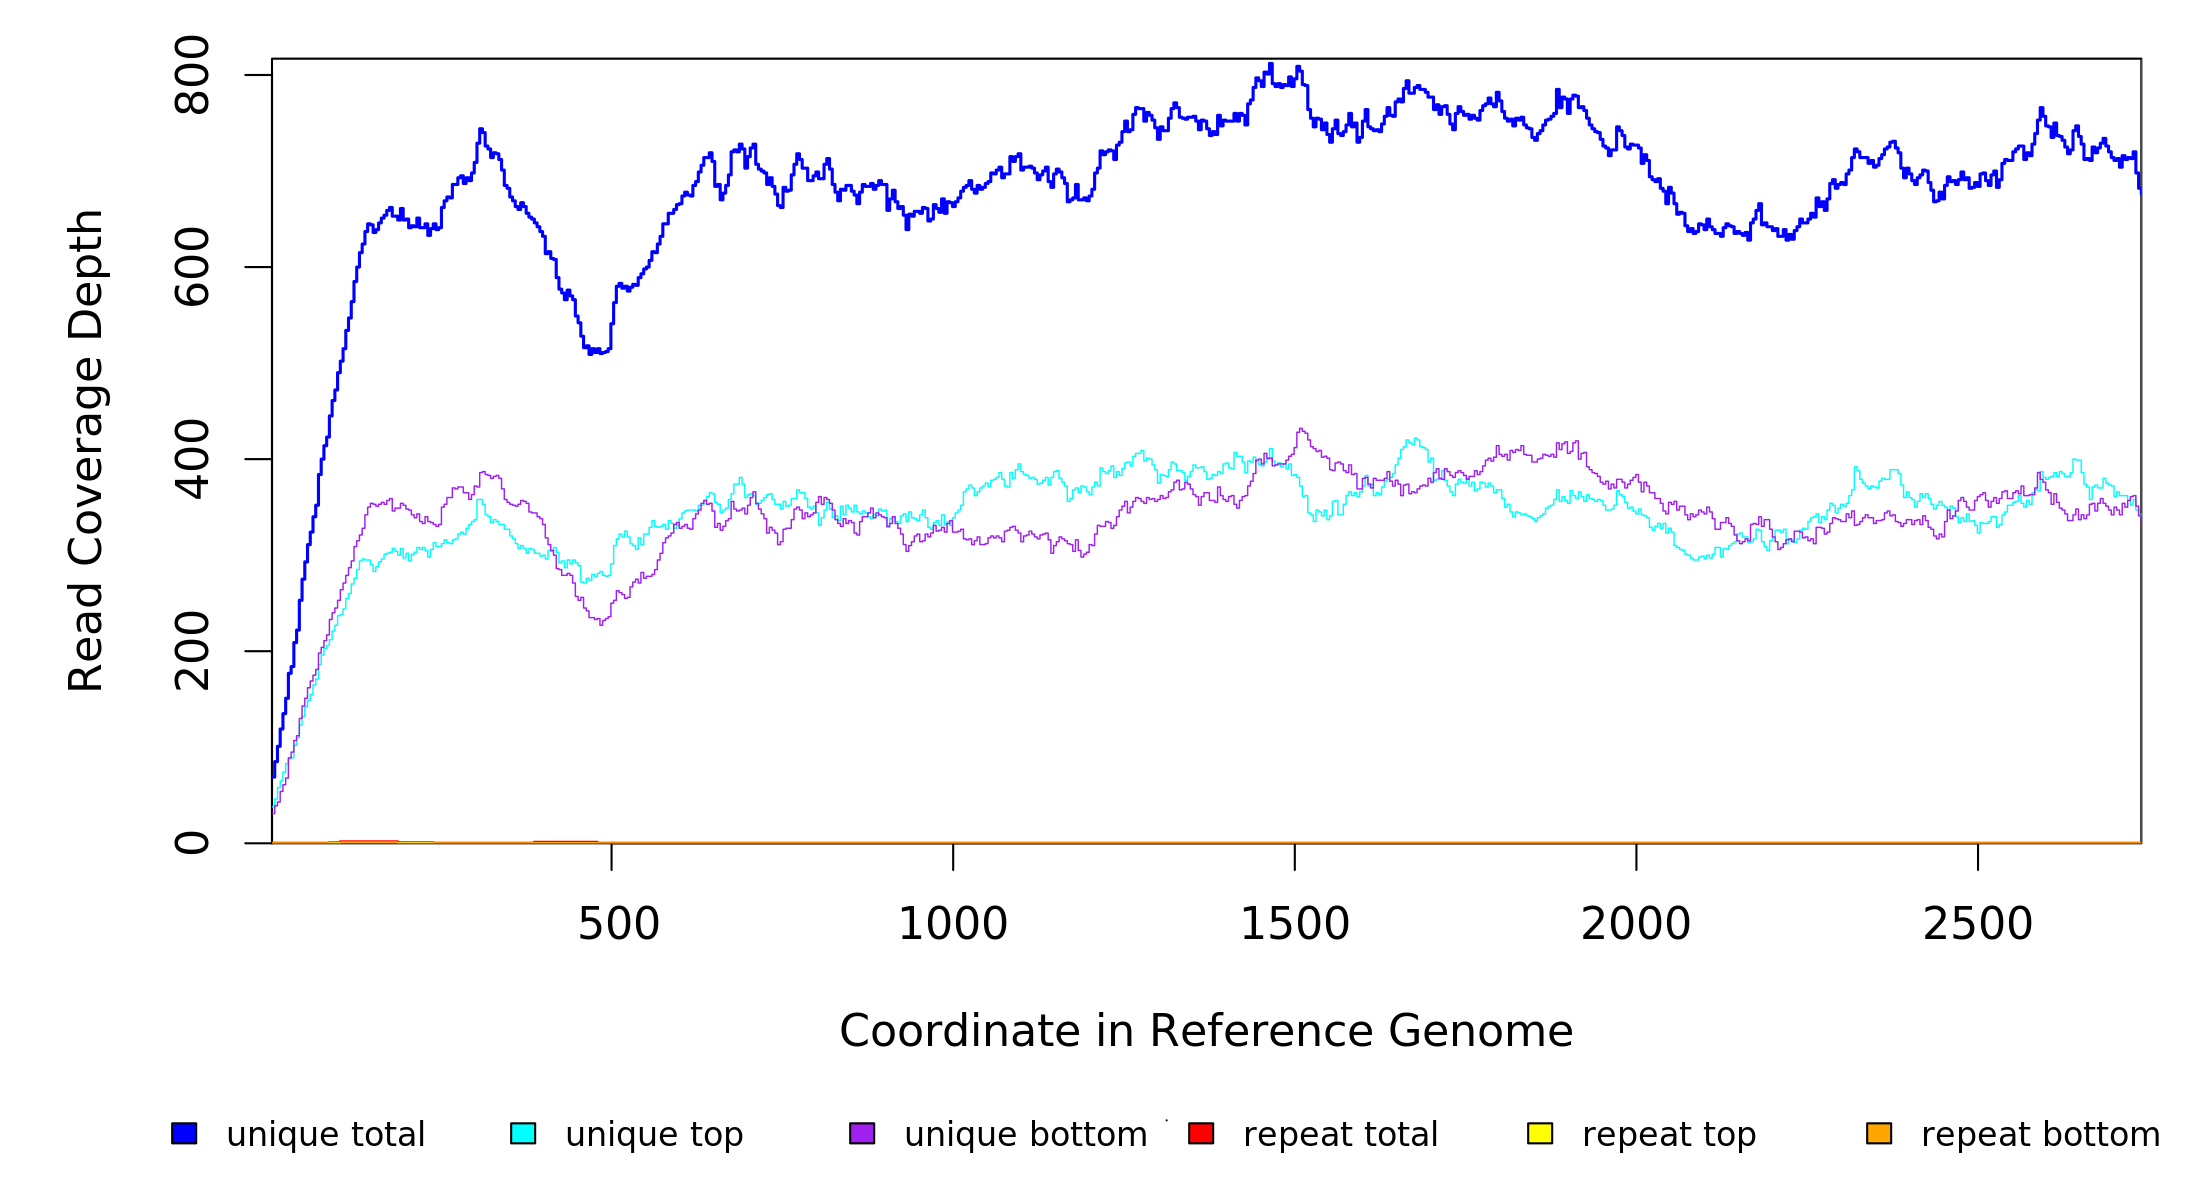 Read Coverage Depth
800
600
400
200
0
500 1000 1500 2000 2500
Coordinate in Reference Genome
unique total unique top unique bottom repeat total repeat top repeat bottom